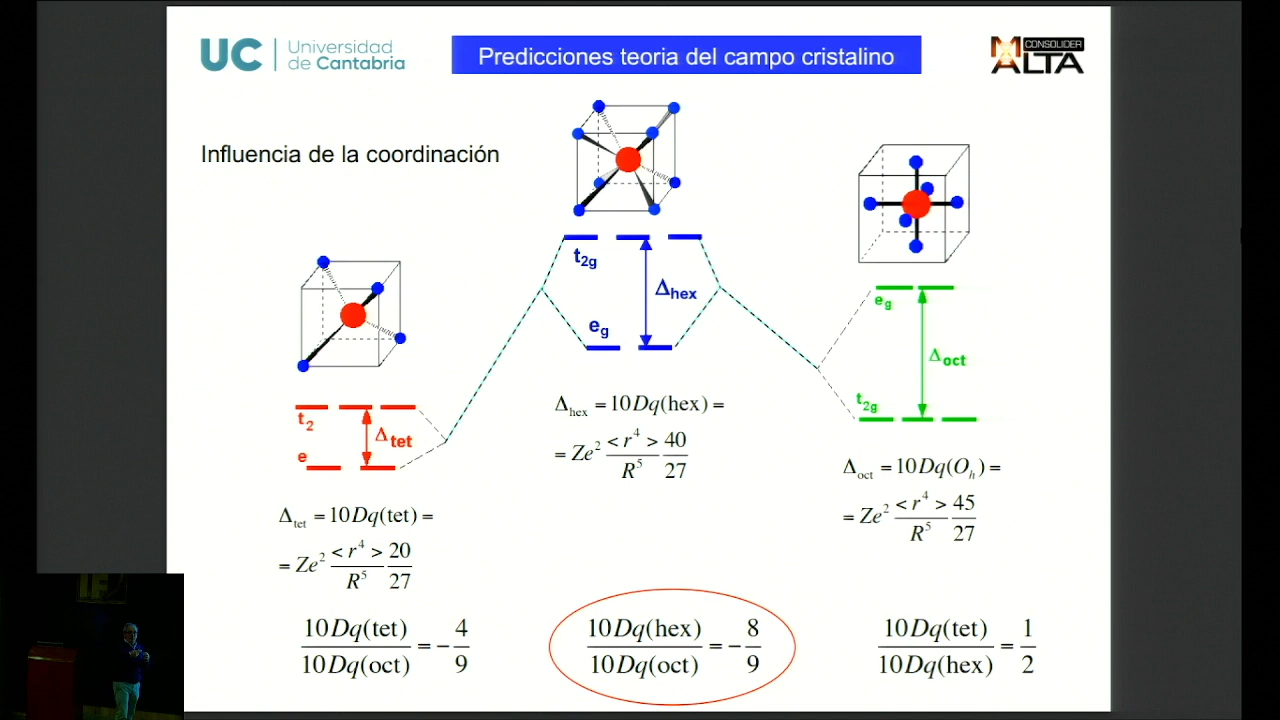 UC Universidad de Cantabria
Predicciones teoria del campo cristalino
CONSOLIDER
MALTA
Influencia de la coordinación
t2g
Δhex
eg
eg
Δoct
t2g
t2
Δtet
e
Δhex = 10Dq(hex) =
= Ze² <r⁴>/R⁵ 40/27
Δoct = 10Dq(Oh) =
= Ze² <r⁴>/R⁵ 45/27
Δtet = 10Dq(tet) =
= Ze² <r⁴>/R⁵ 20/27
10Dq(tet)/10Dq(oct) = - 4/9
10Dq(hex)/10Dq(oct) = - 8/9
10Dq(tet)/10Dq(hex) = 1/2